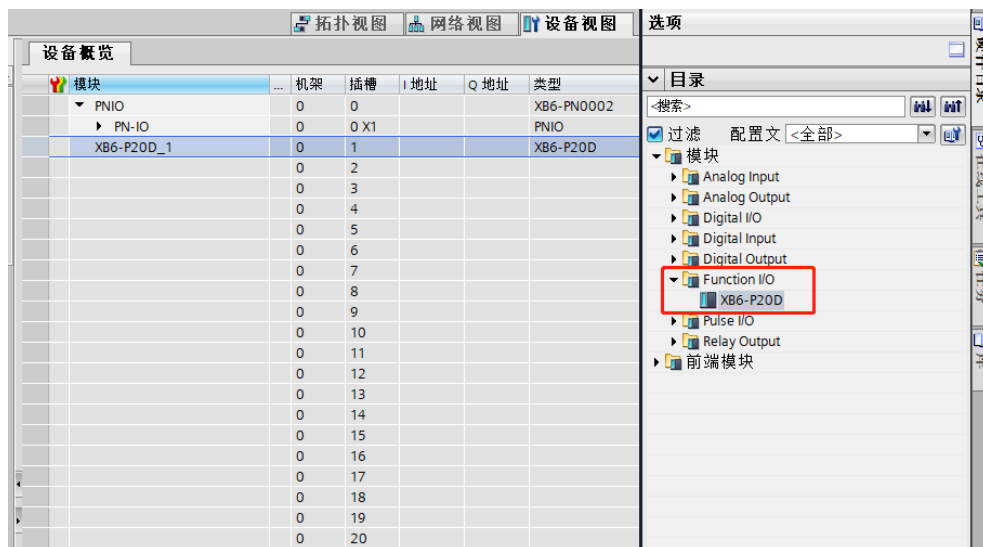 拓扑视图 网络视图 设备视图 选项
设备概览
模块 ... 机架 插槽 I 地址 Q 地址 类型
PNIO 0 0 XB6-PN0002
PN-IO 0 0 X1 PNIO
XB6-P20D_1 0 1 XB6-P20D
0 2
0 3
0 4
0 5
0 6
0 7
0 8
0 9
0 10
0 11
0 12
0 13
0 14
0 15
0 16
0 17
0 18
0 19
0 20
目录
<搜索>
过滤 配置文 <全部>
模块
Analog Input
Analog Output
Digital I/O
Digital Input
Digital Output
Function I/O
XB6-P20D
Pulse I/O
Relay Output
前端模块